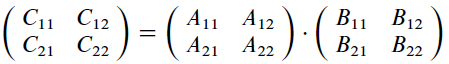 ( C₁₁ C₁₂ ) = ( A₁₁ A₁₂ ) · ( B₁₁ B₁₂ )
( C₂₁ C₂₂ ) ( A₂₁ A₂₂ ) ( B₂₁ B₂₂ )